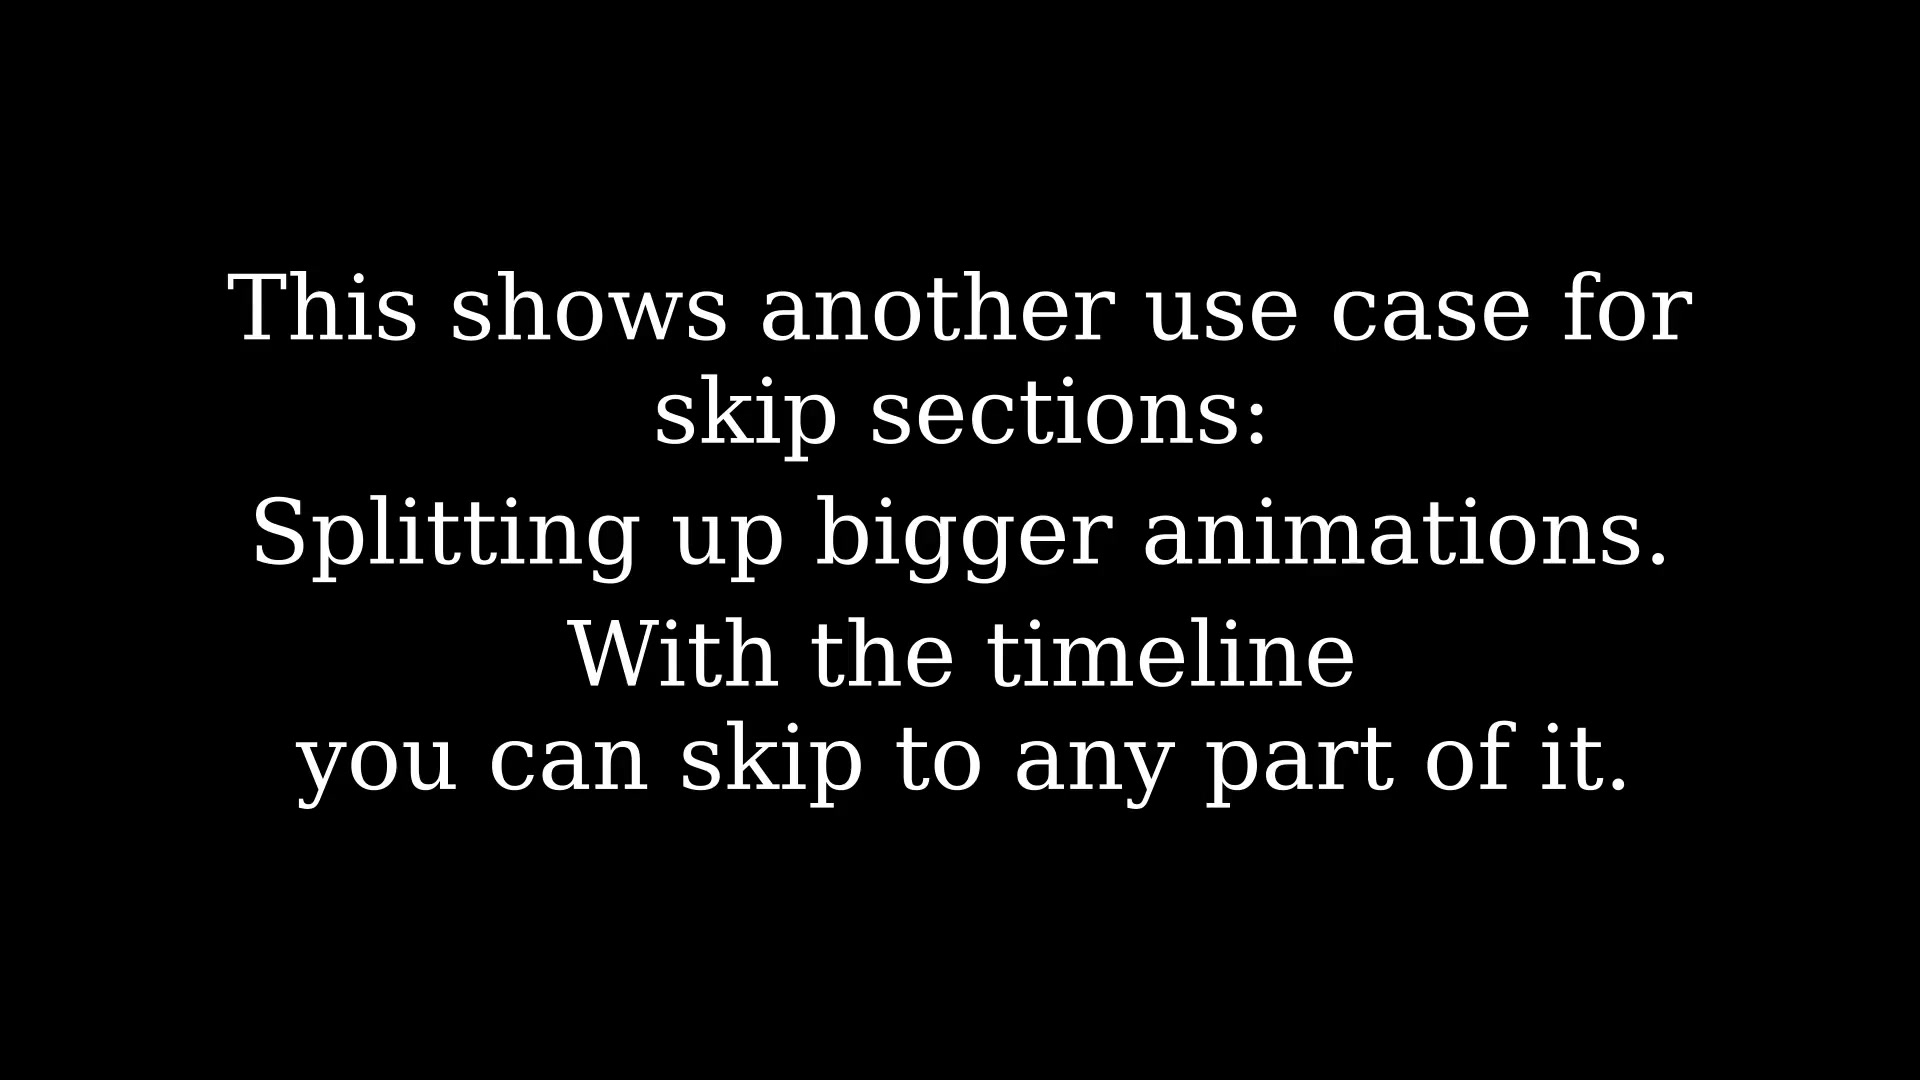 This shows another use case for
skip sections:
Splitting up bigger animations.
With the timeline
you can skip to any part of it.